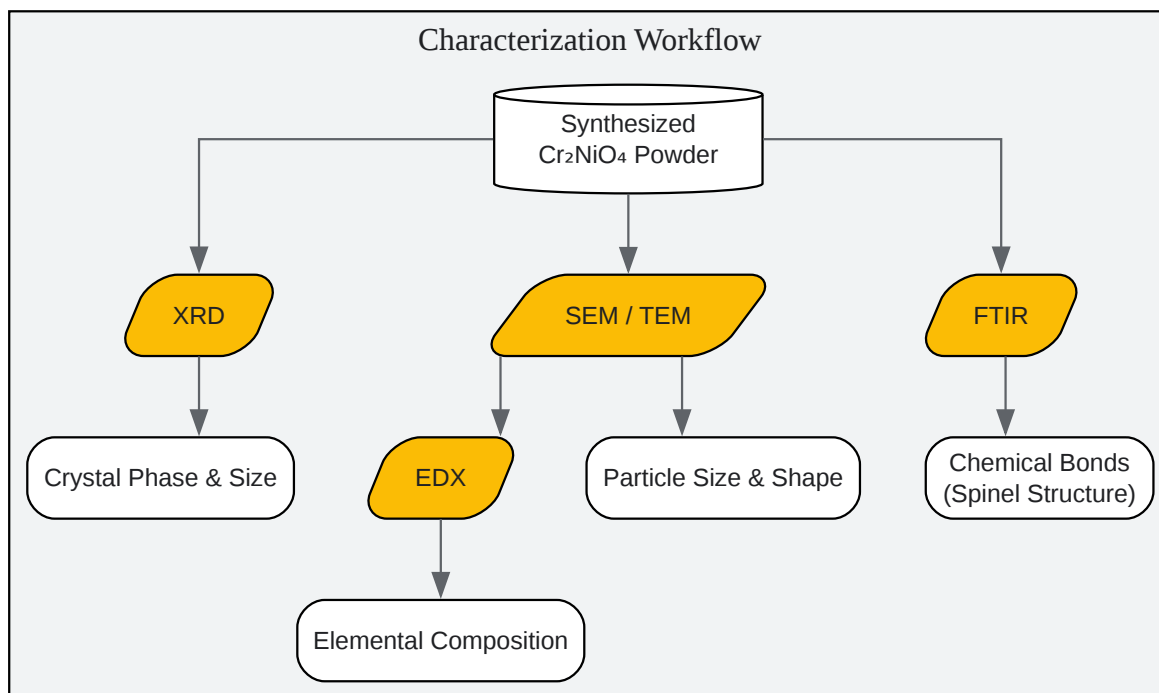 Characterization Workflow
Synthesized
Cr₂NiO₄ Powder
XRD
SEM / TEM
FTIR
Crystal Phase & Size
EDX
Particle Size & Shape
Chemical Bonds
(Spinel Structure)
Elemental Composition